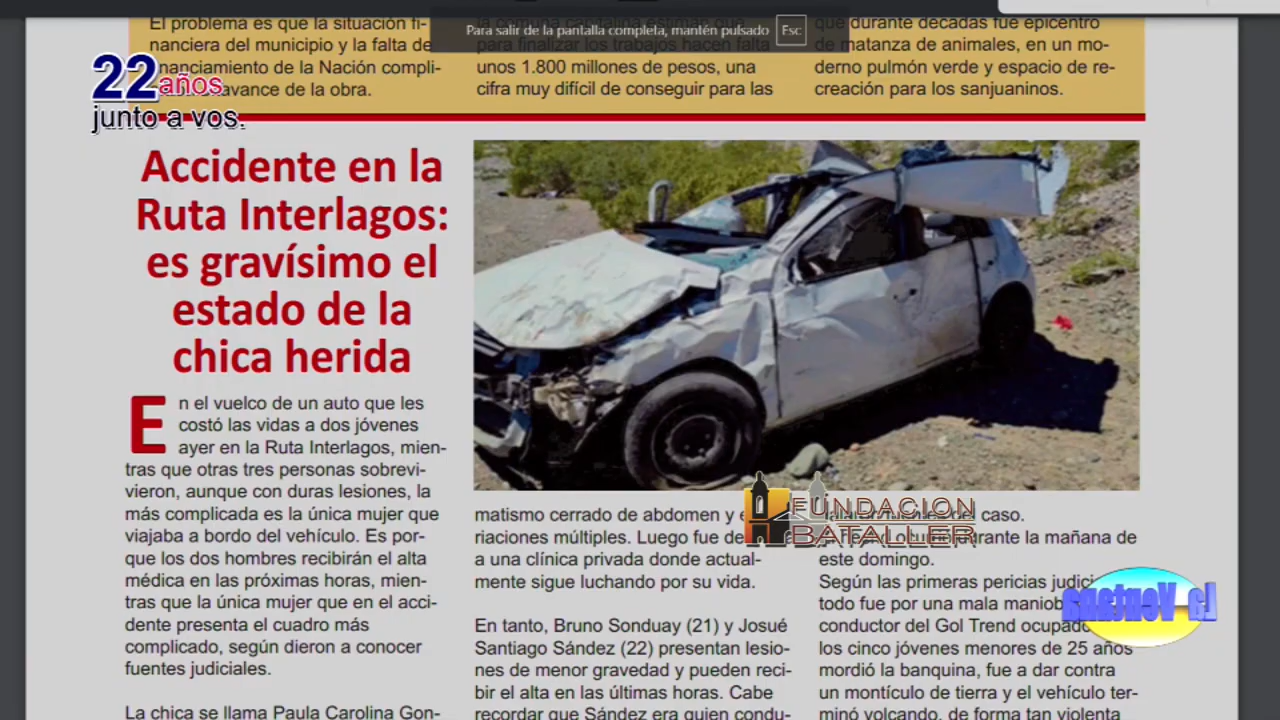 El problema es que la situación fi-
nanciera del municipio y la falta de
nanciamiento de la Nación compli-
avance de la obra.
para finalizar los trabajos hacen falta
unos 1.800 millones de pesos, una
cifra muy difícil de conseguir para las
que durante décadas fue epicentro
de matanza de animales, en un mo-
derno pulmón verde y espacio de re-
creación para los sanjuaninos.
Para salir de la pantalla completa, mantén pulsado Esc
22 años
junto a vos.
Accidente en la
Ruta Interlagos:
es gravísimo el
estado de la
chica herida
En el vuelco de un auto que les
costó las vidas a dos jóvenes
ayer en la Ruta Interlagos, mien-
tras que otras tres personas sobrevi-
vieron, aunque con duras lesiones, la
más complicada es la única mujer que
viajaba a bordo del vehículo. Es por-
que los dos hombres recibirán el alta
médica en las próximas horas, mien-
tras que la única mujer que en el acci-
dente presenta el cuadro más
complicado, según dieron a conocer
fuentes judiciales.
La chica se llama Paula Carolina Gon-
matismo cerrado de abdomen y
riaciones múltiples. Luego fue
a una clínica privada donde actual-
mente sigue luchando por su vida.
En tanto, Bruno Sonduay (21) y Josué
Santiago Sández (22) presentan lesio-
nes de menor gravedad y pueden reci-
bir el alta en las últimas horas. Cabe
recordar que Sández era quien condu-
caso.
durante la mañana de
este domingo.
Según las primeras pericias
todo fue por una mala
conductor del Gol Trend
los cinco jóvenes menores de 25 años
mordió la banquina, fue a dar contra
un montículo de tierra y el vehículo ter-
minó volcando, de forma tan violenta
FUNDACION
BATALLER
La Ventana